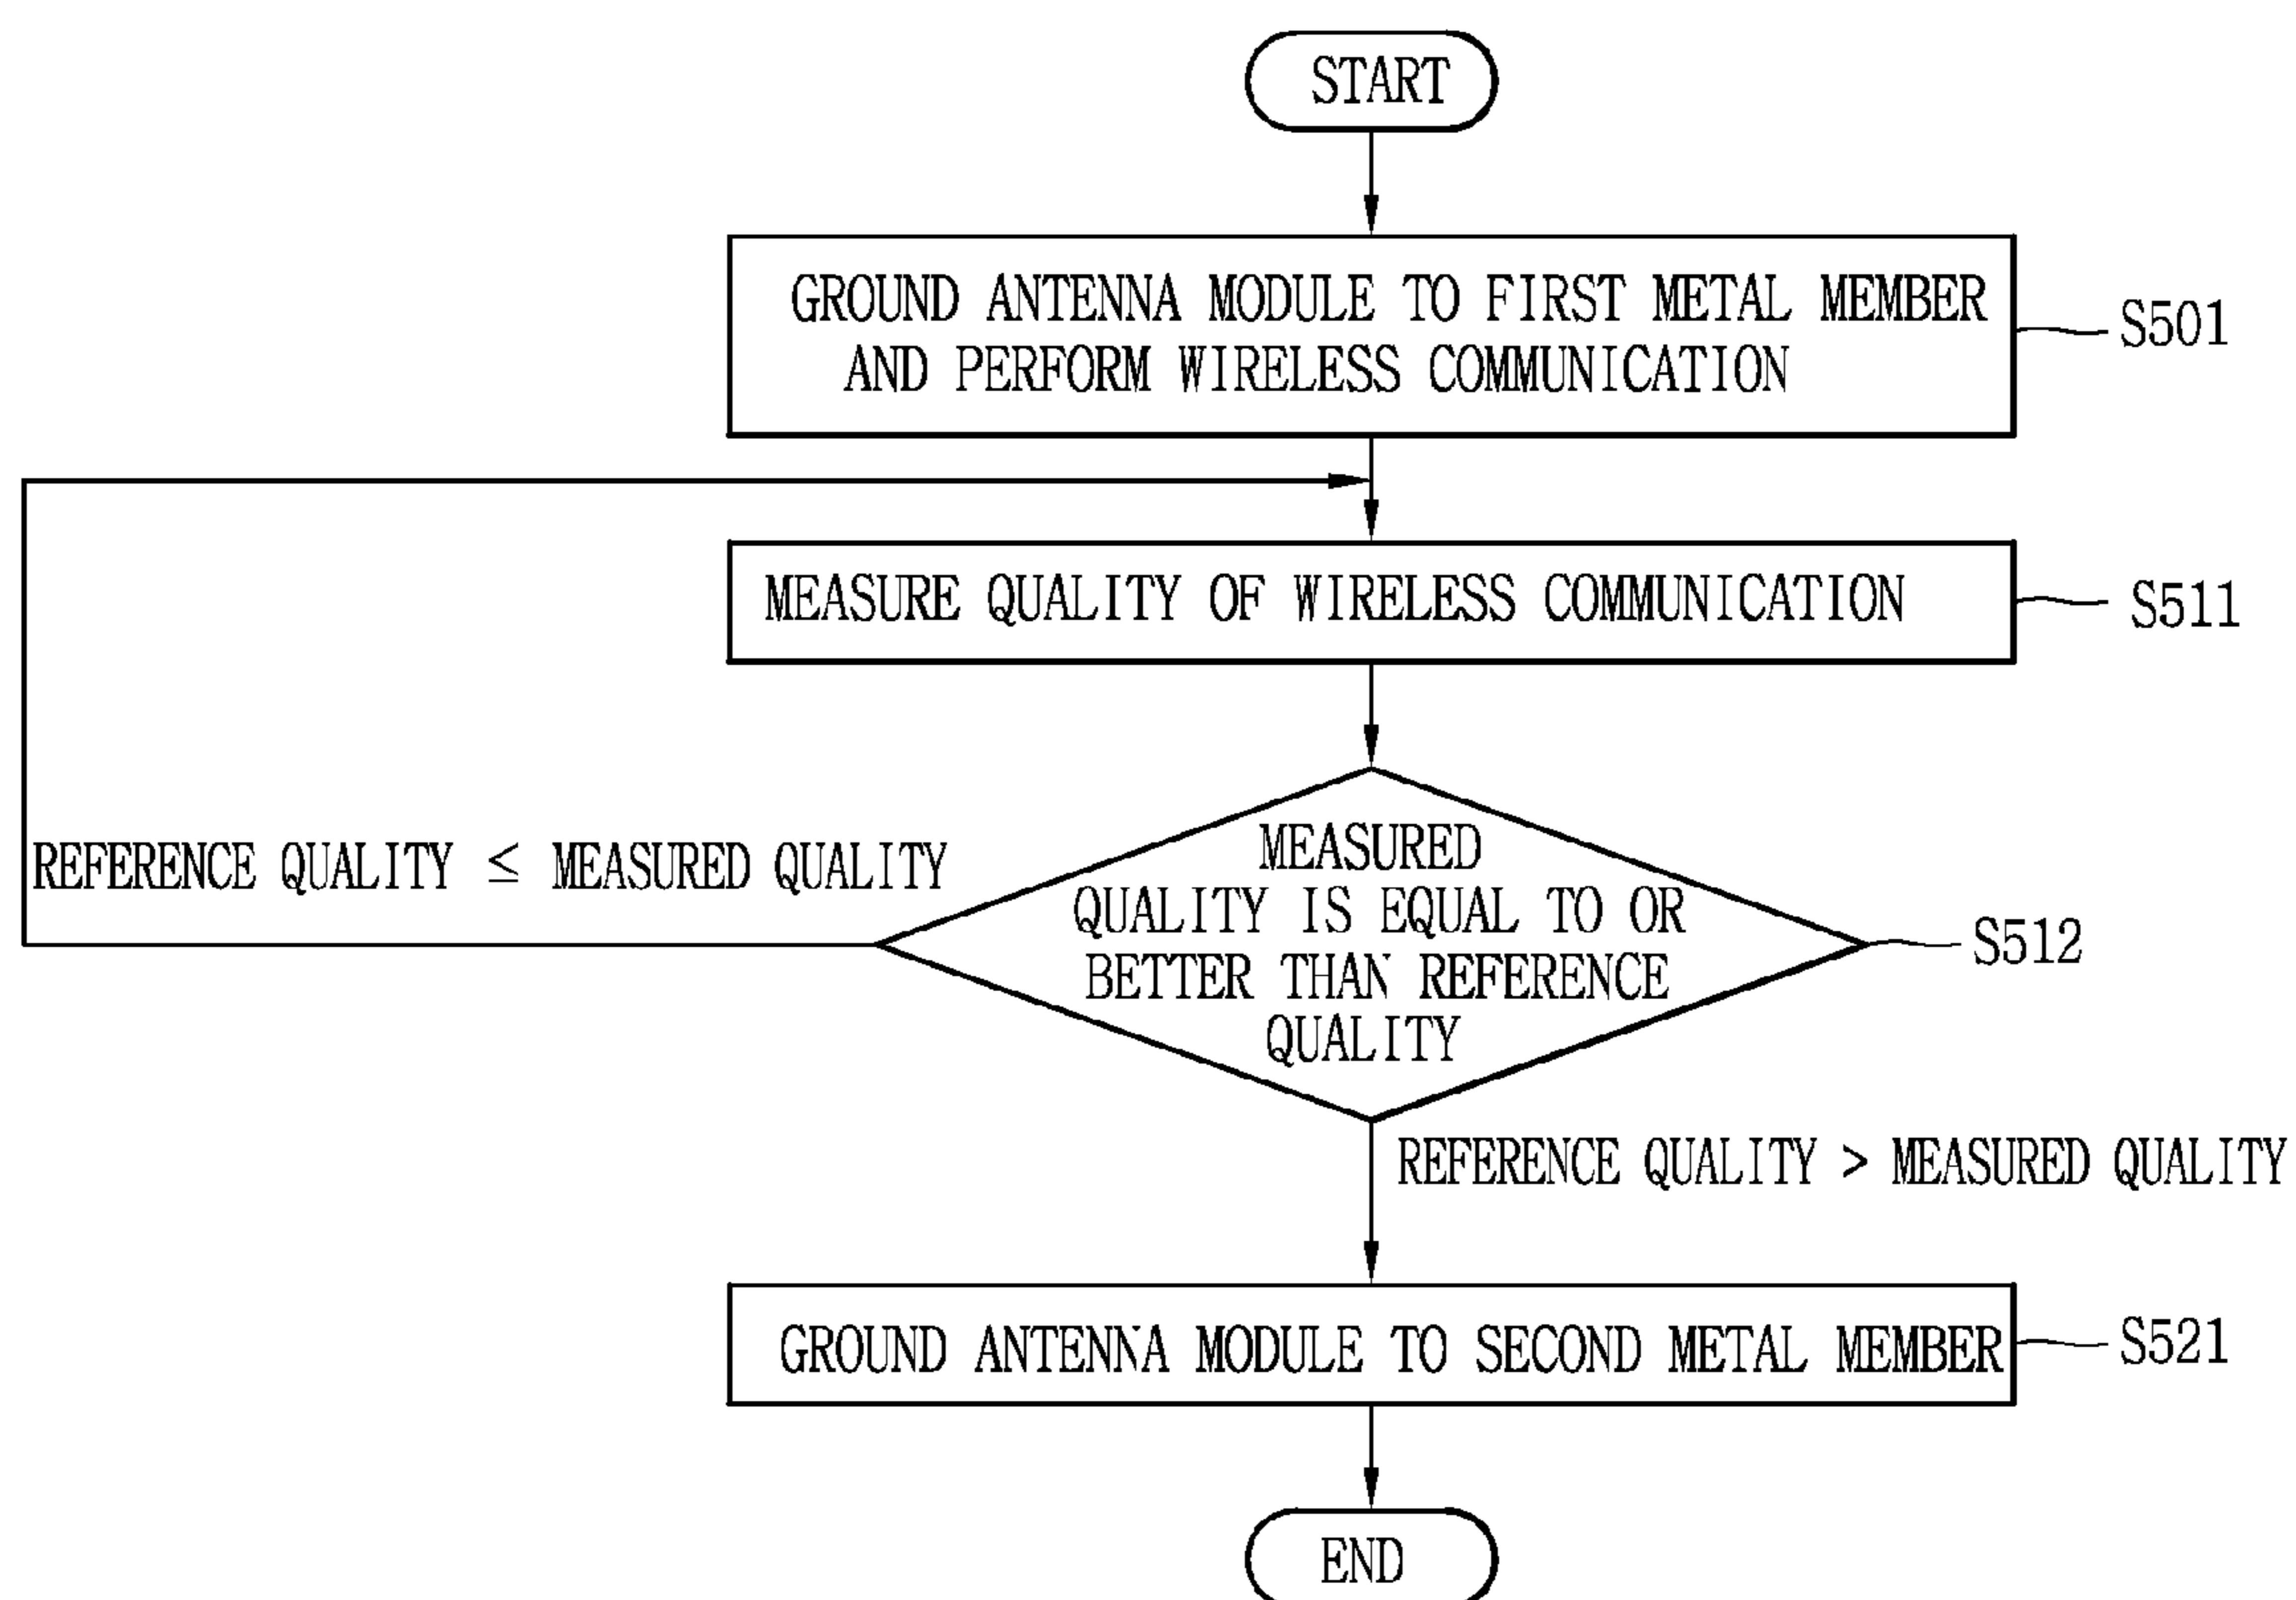 START
GROUND ANTENNA MODULE TO FIRST METAL MEMBER
AND PERFORM WIRELESS COMMUNICATION
S501
MEASURE QUALITY OF WIRELESS COMMUNICATION
S511
REFERENCE QUALITY ≤ MEASURED QUALITY
MEASURED
QUALITY IS EQUAL TO OR
BETTER THAN REFERENCE
QUALITY
S512
REFERENCE QUALITY > MEASURED QUALITY
GROUND ANTENNA MODULE TO SECOND METAL MEMBER
S521
END